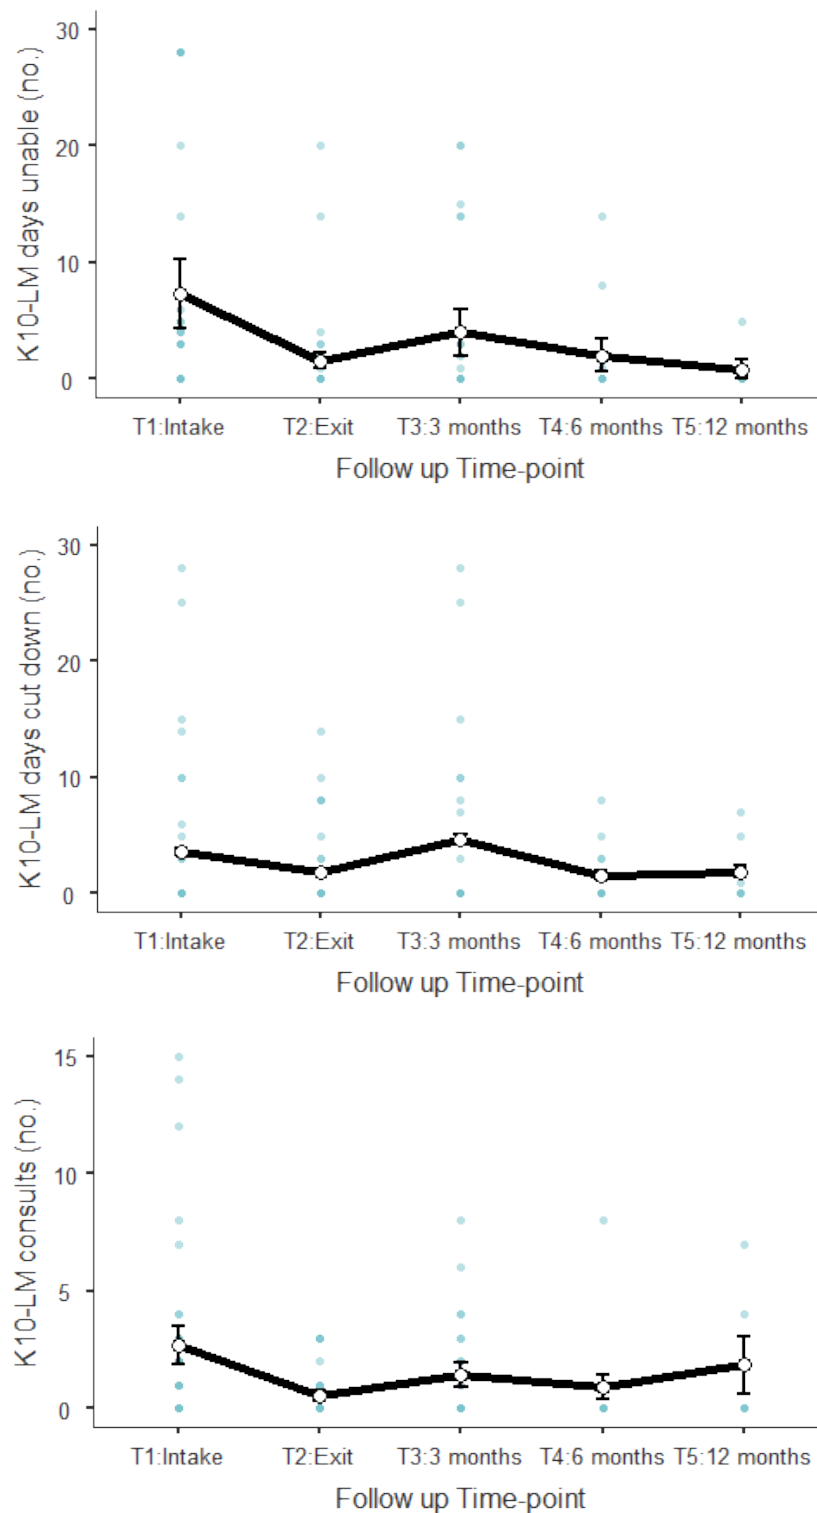 K10-LM days unable (no.)
30
20
10
0
T1:Intake T2:Exit T3:3 months T4:6 months T5:12 months
Follow up Time-point
K10-LM days cut down (no.)
30
20
10
0
T1:Intake T2:Exit T3:3 months T4:6 months T5:12 months
Follow up Time-point
K10-LM consults (no.)
15
10
5
0
T1:Intake T2:Exit T3:3 months T4:6 months T5:12 months
Follow up Time-point